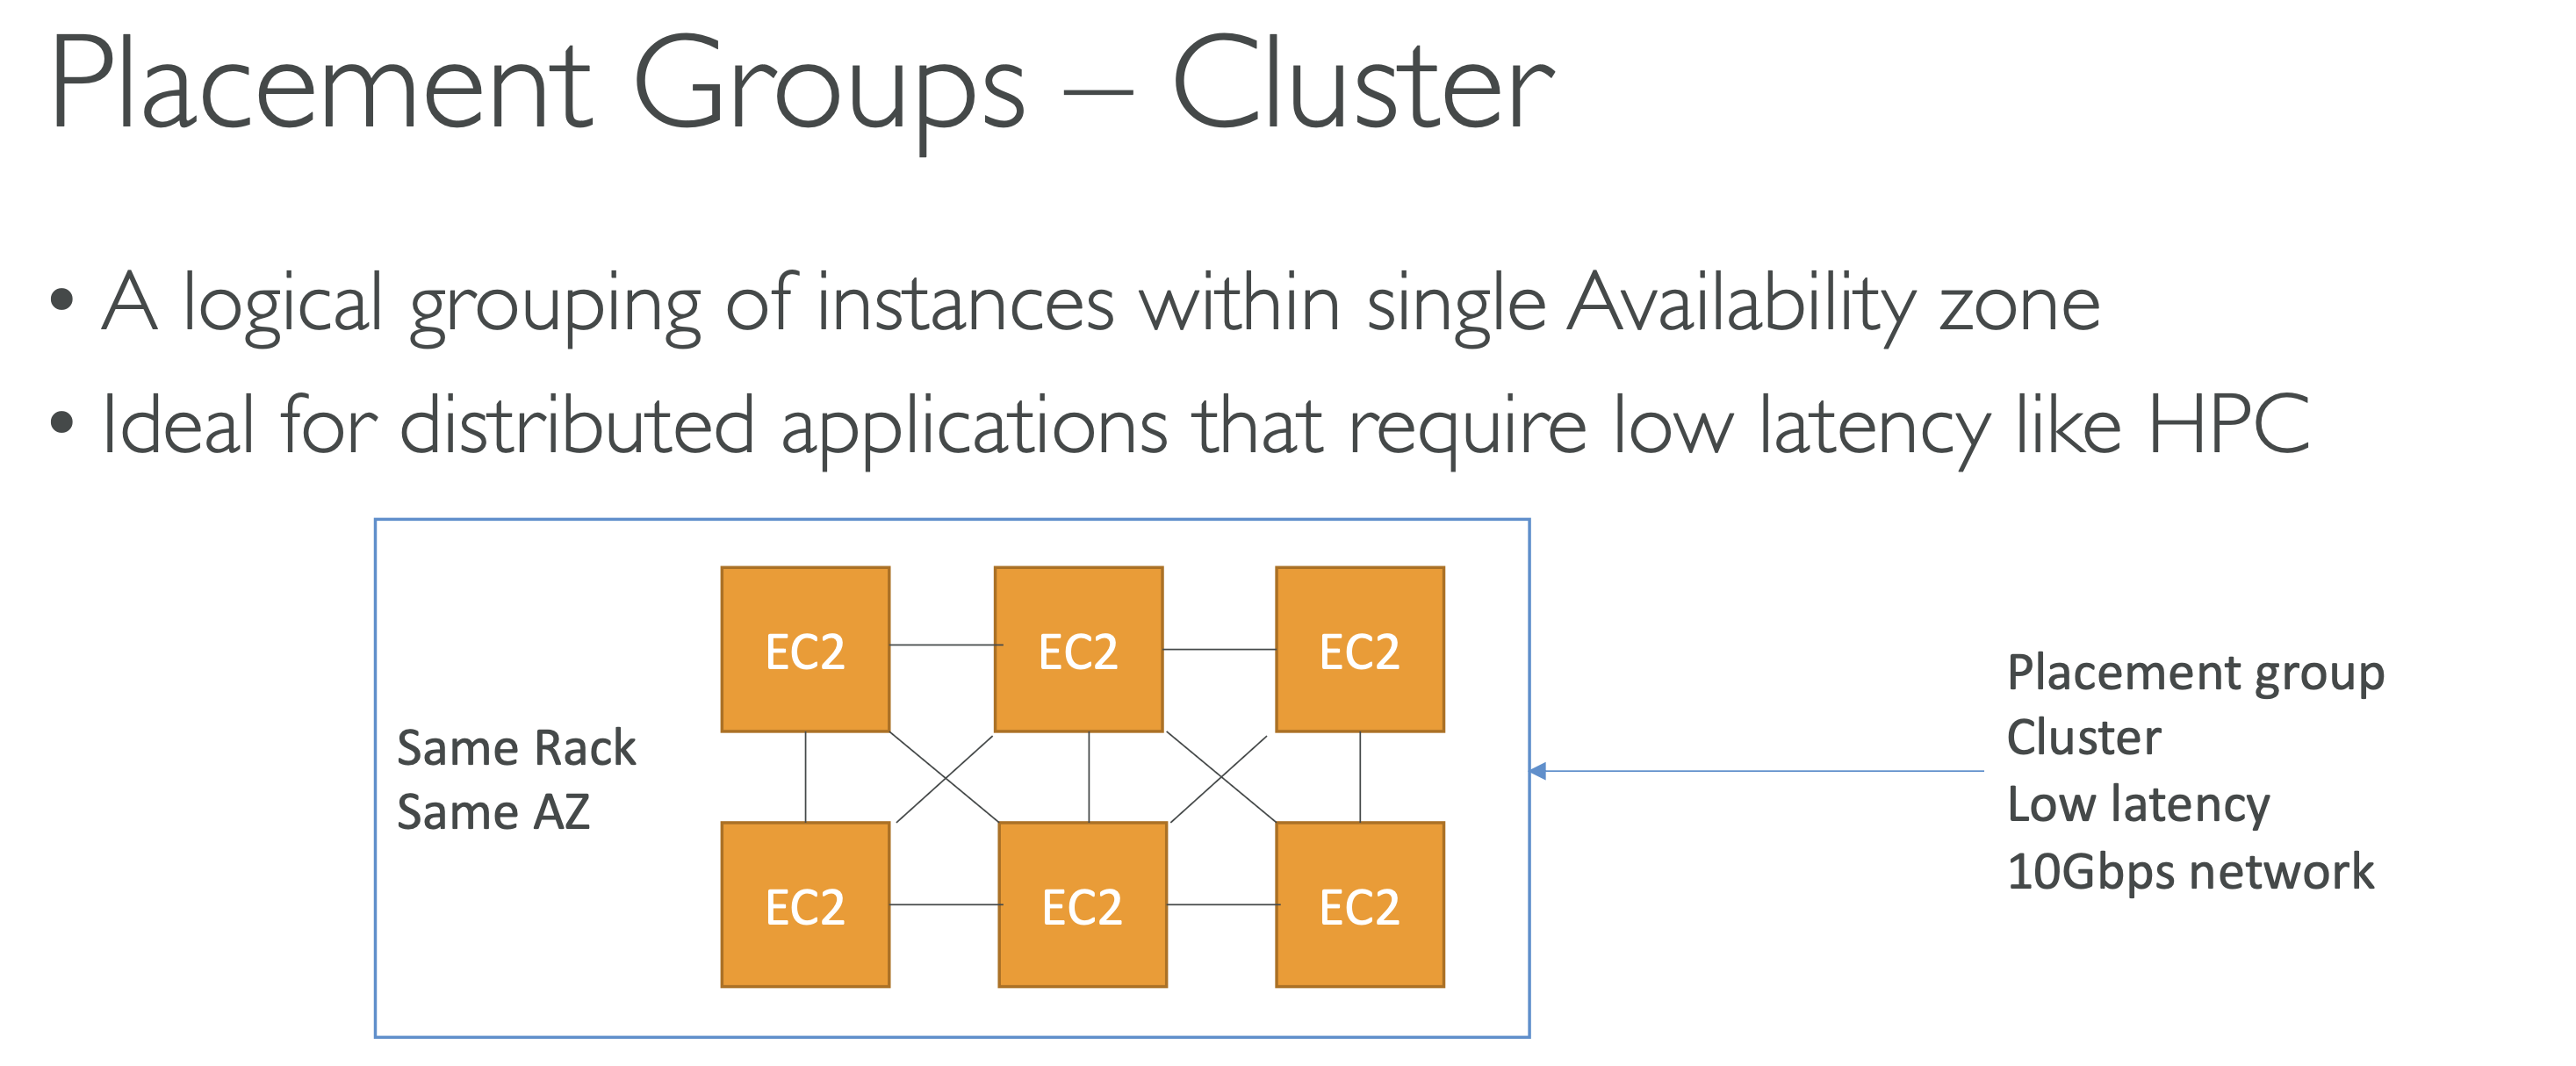 Placement Groups – Cluster
• A logical grouping of instances within single Availability zone
• Ideal for distributed applications that require low latency like HPC
EC2 EC2 EC2
Same Rack
Same AZ
EC2 EC2 EC2
Placement group
Cluster
Low latency
10Gbps network